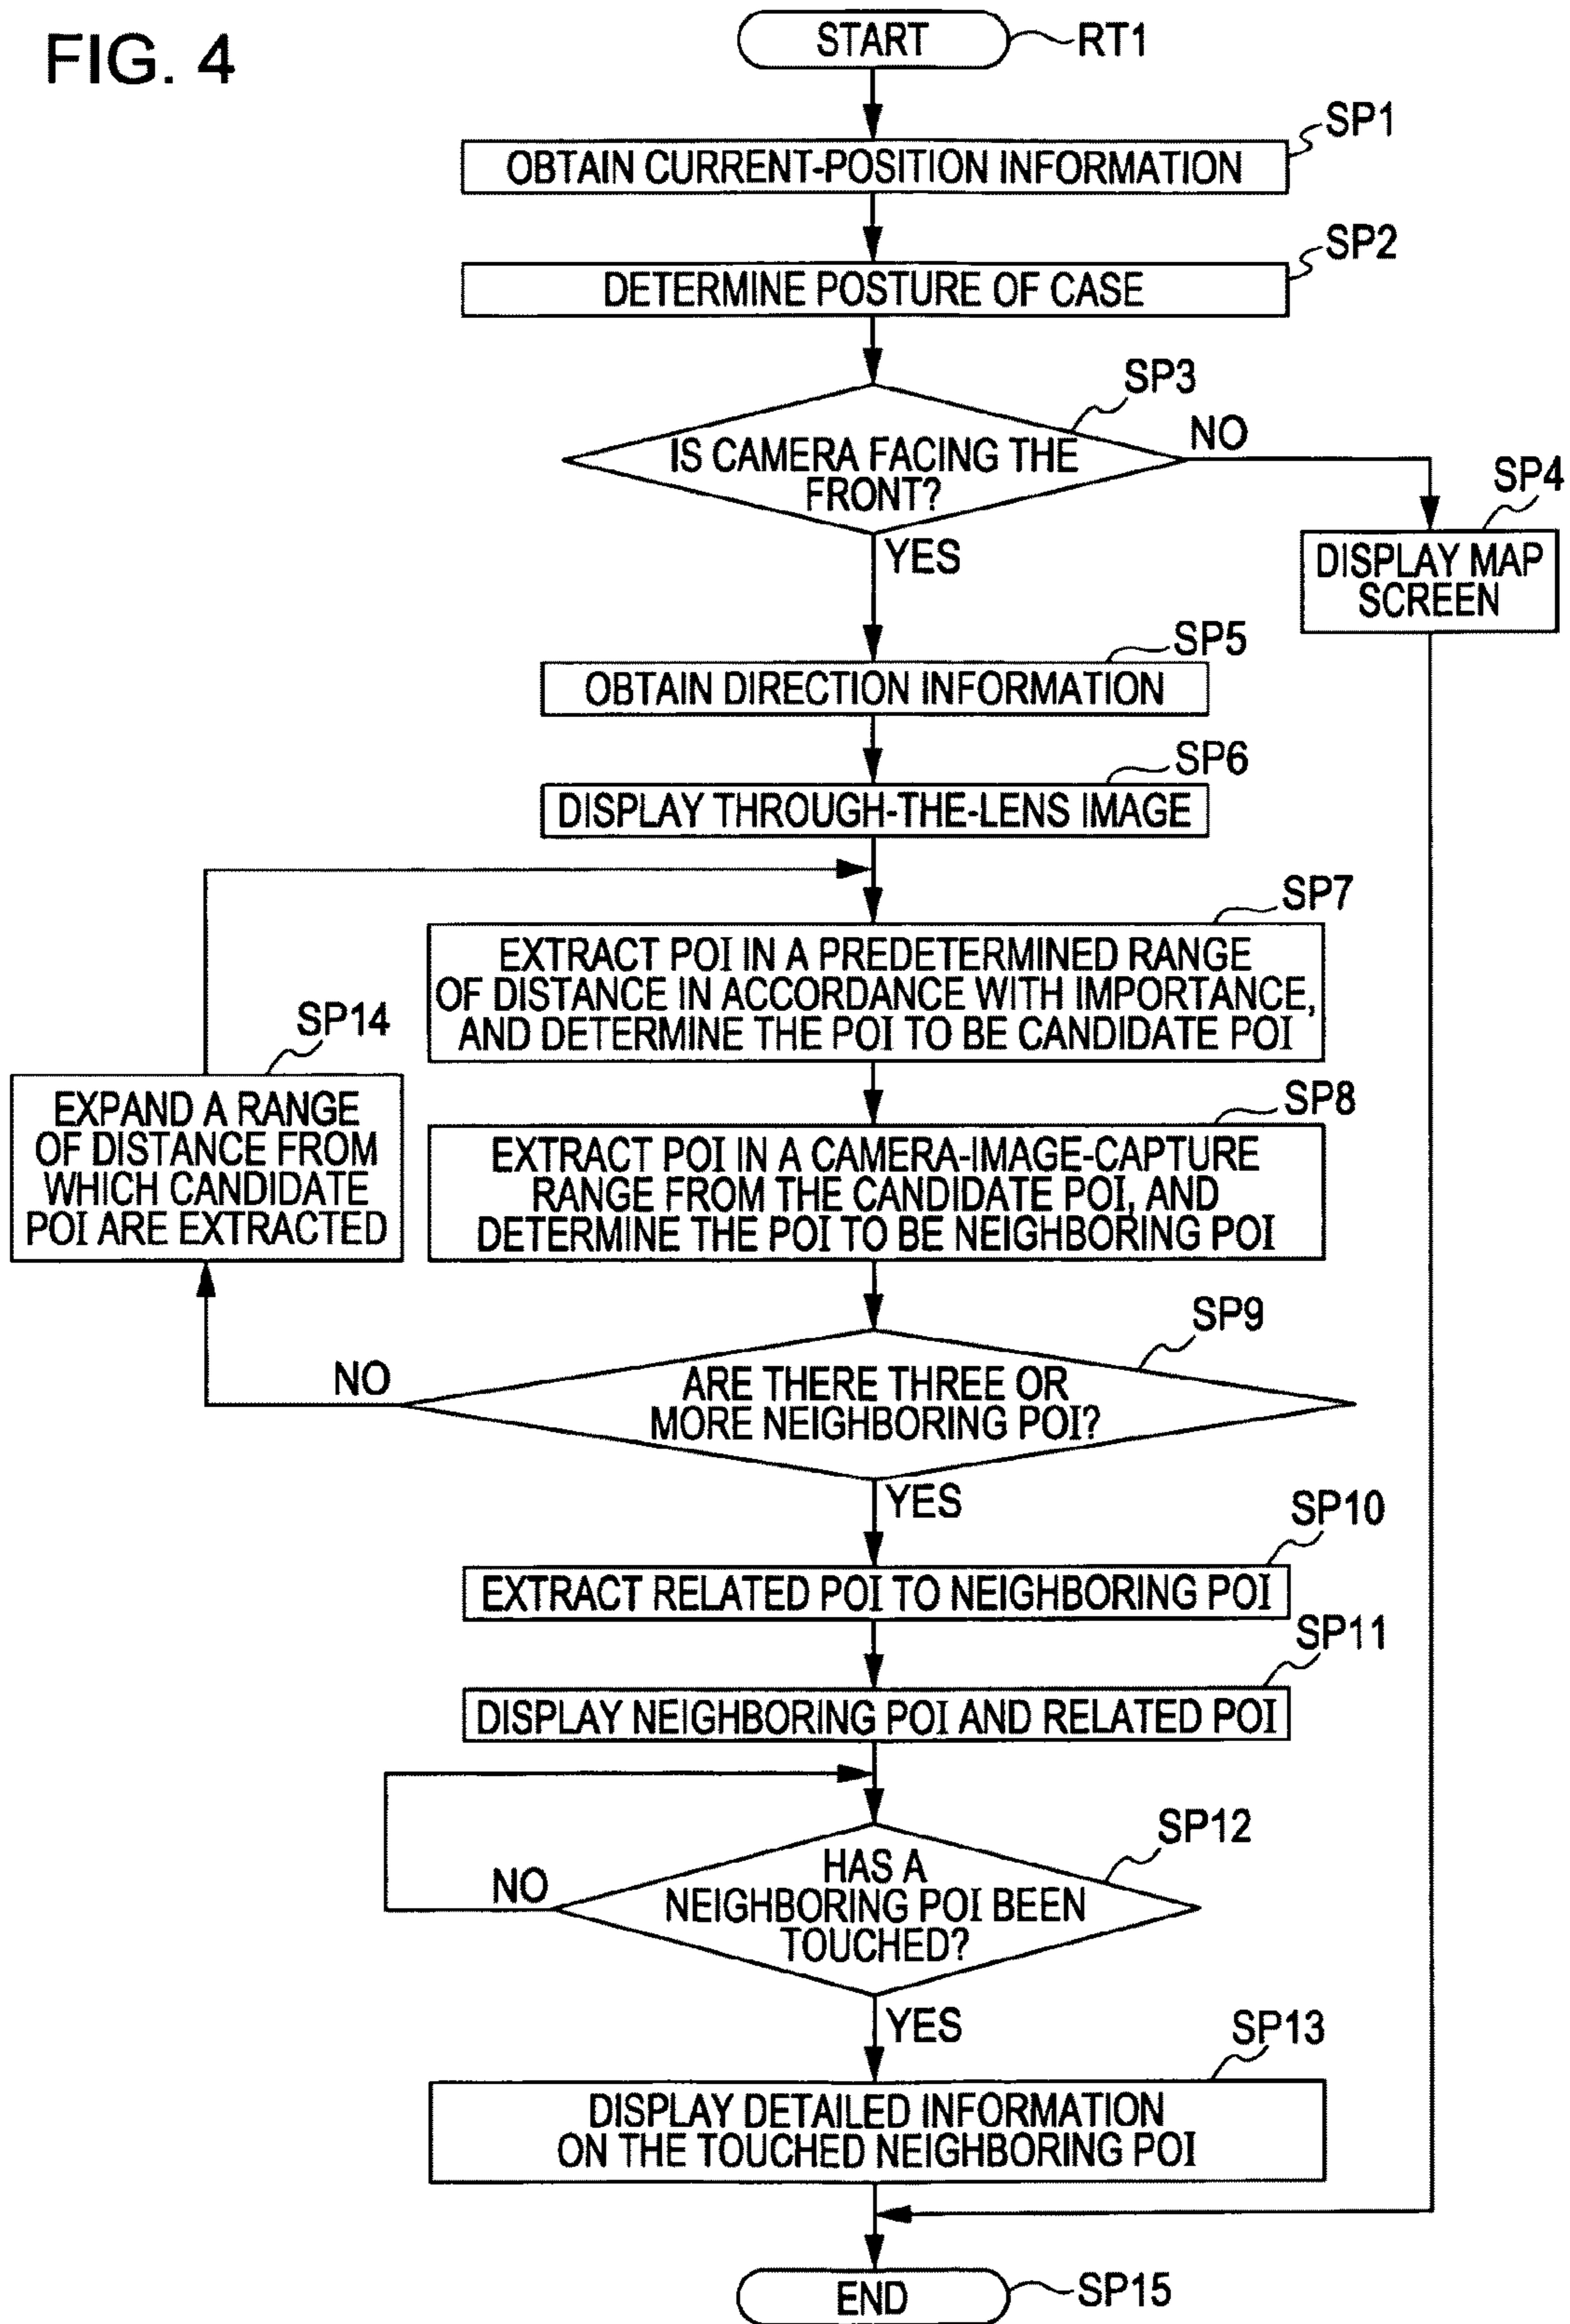 FIG. 4
START
RT1
SP1
OBTAIN CURRENT-POSITION INFORMATION
SP2
DETERMINE POSTURE OF CASE
SP3
IS CAMERA FACING THE
FRONT?
NO
YES
SP4
DISPLAY MAP
SCREEN
SP5
OBTAIN DIRECTION INFORMATION
SP6
DISPLAY THROUGH-THE-LENS IMAGE
SP7
EXTRACT POI IN A PREDETERMINED RANGE
OF DISTANCE IN ACCORDANCE WITH IMPORTANCE,
AND DETERMINE THE POI TO BE CANDIDATE POI
SP14
EXPAND A RANGE
OF DISTANCE FROM
WHICH CANDIDATE
POI ARE EXTRACTED
SP8
EXTRACT POI IN A CAMERA-IMAGE-CAPTURE
RANGE FROM THE CANDIDATE POI, AND
DETERMINE THE POI TO BE NEIGHBORING POI
SP9
NO
ARE THERE THREE OR
MORE NEIGHBORING POI?
YES
SP10
EXTRACT RELATED POI TO NEIGHBORING POI
SP11
DISPLAY NEIGHBORING POI AND RELATED POI
SP12
NO
HAS A
NEIGHBORING POI BEEN
TOUCHED?
YES
SP13
DISPLAY DETAILED INFORMATION
ON THE TOUCHED NEIGHBORING POI
END
SP15